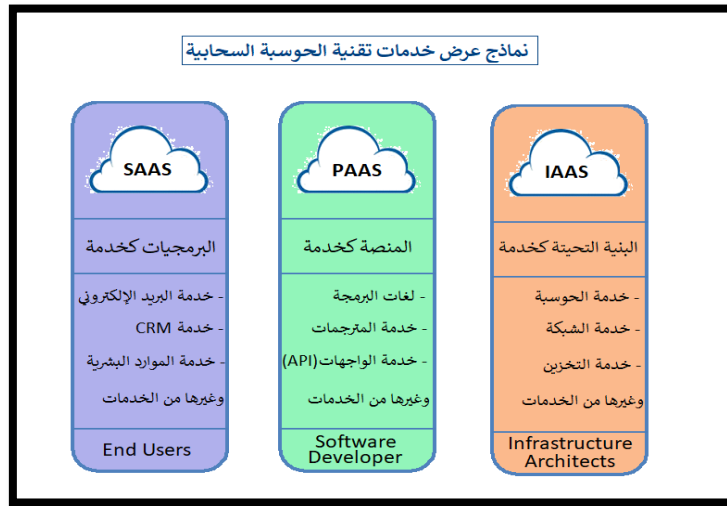 نماذج عرض خدمات تقنية الحوسبة السحابية
IAAS
البنية التحيتة كخدمة
- خدمة الحوسبة
- خدمة الشبكة
- خدمة التخزين
وغيرها من الخدمات
Infrastructure
Architects
PAAS
المنصة كخدمة
- لغات البرمجة
- خدمة المترجمات
- خدمة الواجهات(API)
وغيرها من الخدمات
Software
Developer
SAAS
البرمجيات كخدمة
- خدمة البريد الإلكتروني
- خدمة CRM
- خدمة الموارد البشرية
وغيرها من الخدمات
End Users